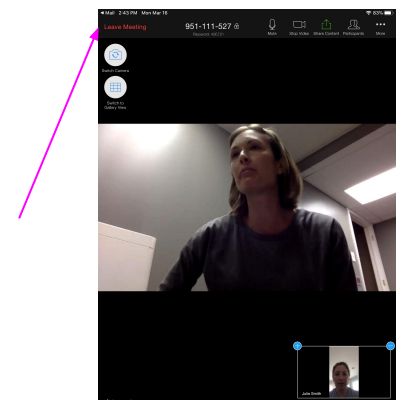 ◂ Mail 2:43 PM Mon Mar 16 83%
Leave Meeting
951-111-527
Mute Stop Video Share Content Participants More
Switch Camera
Switch to
Gallery View
Julie Smith